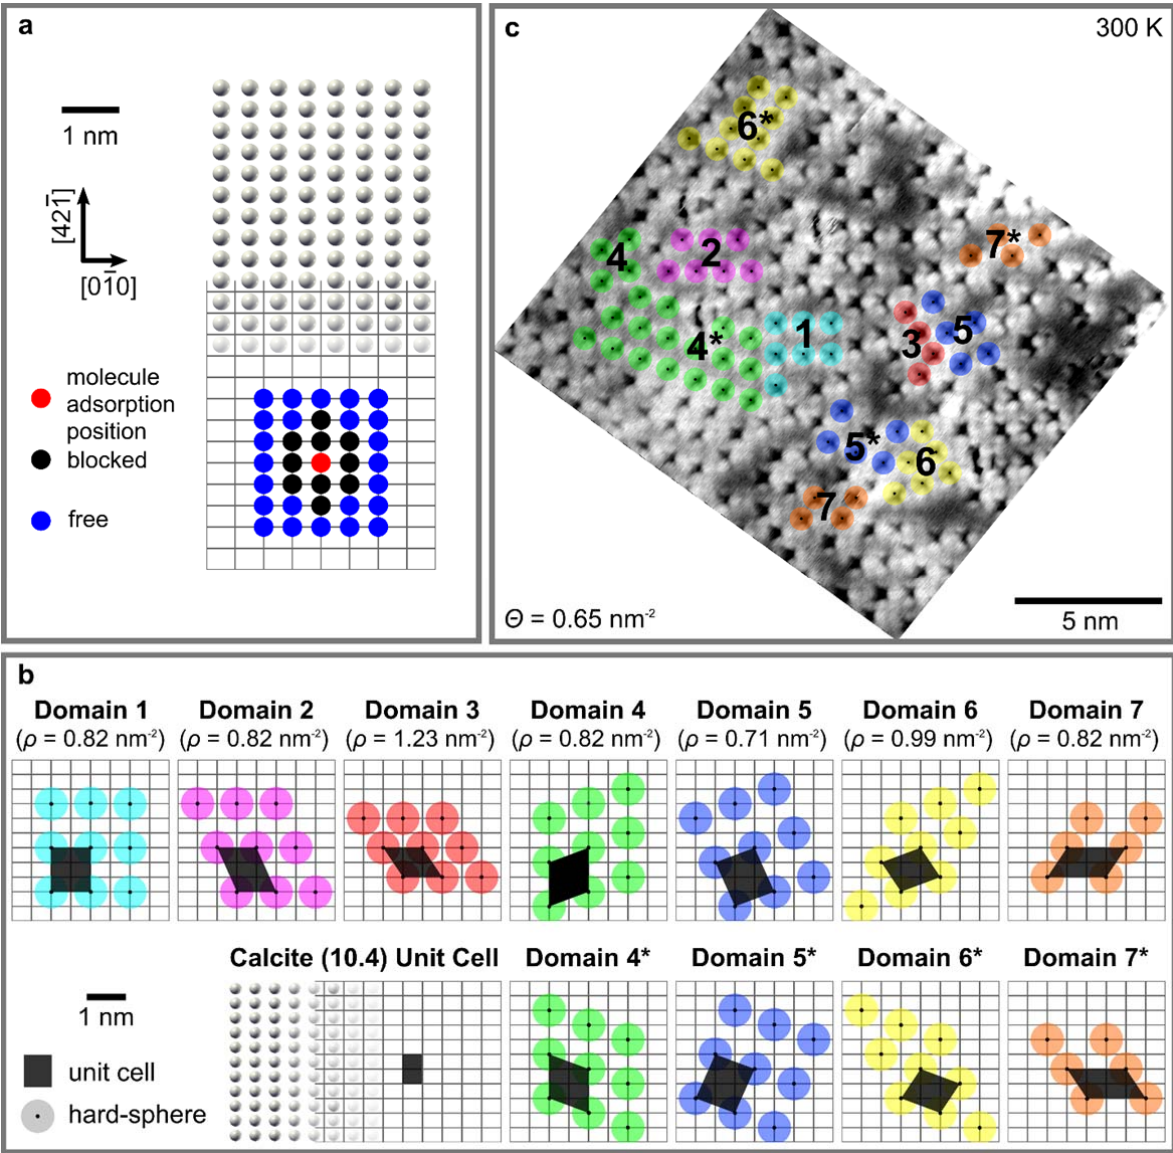 a
1 nm
[42̅1̅]
[01̅0]
molecule
adsorption
position
blocked
free
c
300 K
6*
7*
4
2
4*
1
3
5
5*
6
7
Θ = 0.65 nm⁻²
5 nm
b
Domain 1
(ρ = 0.82 nm⁻²)
Domain 2
(ρ = 0.82 nm⁻²)
Domain 3
(ρ = 1.23 nm⁻²)
Domain 4
(ρ = 0.82 nm⁻²)
Domain 5
(ρ = 0.71 nm⁻²)
Domain 6
(ρ = 0.99 nm⁻²)
Domain 7
(ρ = 0.82 nm⁻²)
Calcite (10.4) Unit Cell
Domain 4*
Domain 5*
Domain 6*
Domain 7*
1 nm
unit cell
hard-sphere